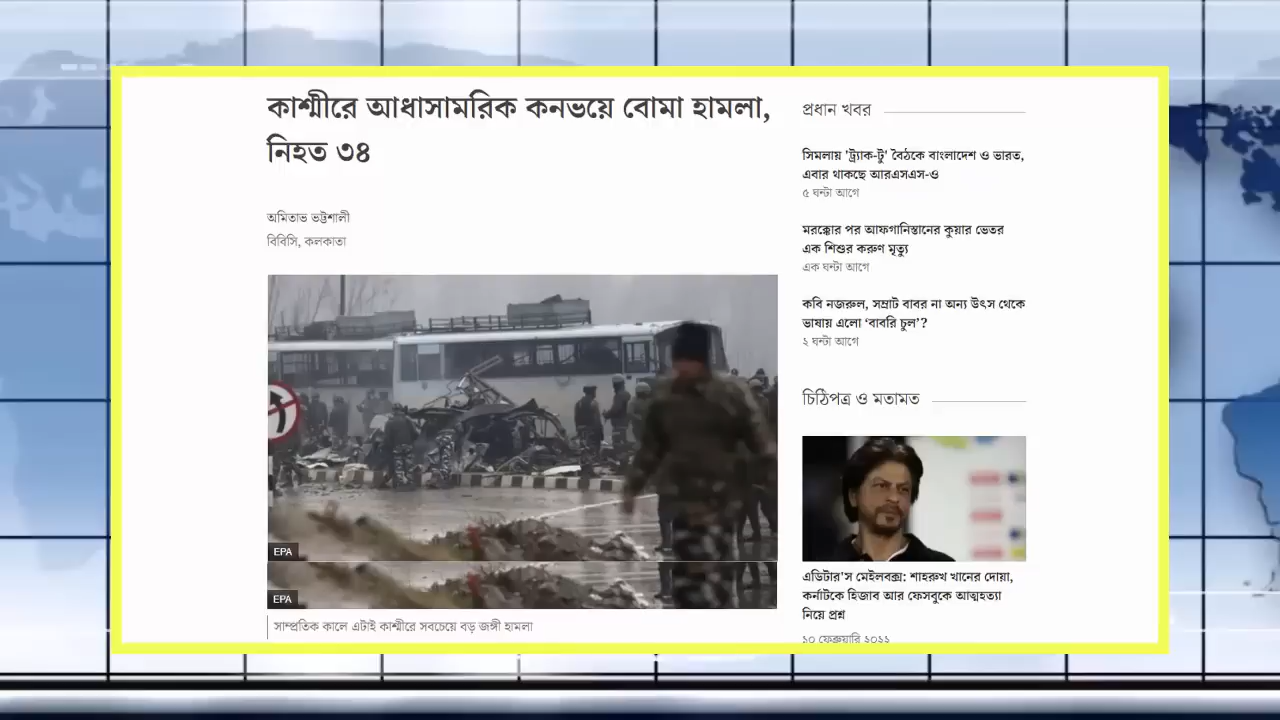 কাশ্মীরে আধাসামরিক কনভয়ে বোমা হামলা,
নিহত ৩৪
অমিতাভ ভট্টশালী
বিবিসি, কলকাতা
EPA
EPA
সাম্প্রতিক কালে এটাই কাশ্মীরে সবচেয়ে বড় জঙ্গী হামলা
প্রধান খবর
সিমলায় 'ট্র্যাক-টু' বৈঠকে বাংলাদেশ ও ভারত,
এবার থাকছে আরএসএস-ও
৫ ঘন্টা আগে
মরক্কোর পর আফগানিস্তানের কুয়ার ভেতর
এক শিশুর করুণ মৃত্যু
এক ঘন্টা আগে
কবি নজরুল, সম্রাট বাবর না অন্য উৎস থেকে
ভাষায় এলো ‘বাবরি চুল’?
২ ঘন্টা আগে
চিঠিপত্র ও মতামত
এডিটার'স মেইলবক্স: শাহরুখ খানের দোয়া,
কর্নাটকে হিজাব আর ফেসবুকে আত্মহত্যা
নিয়ে প্রশ্ন
২০ ফেব্রুয়ারি ২০২২